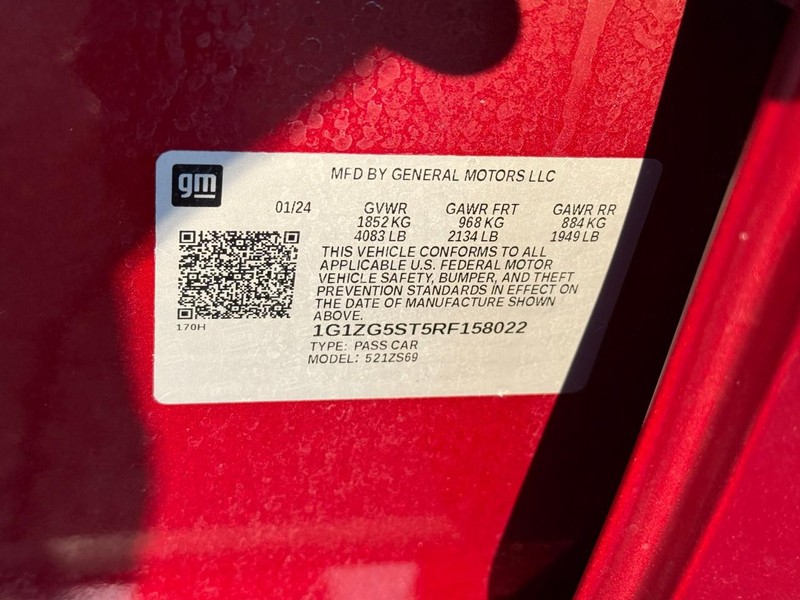 gm
MFD BY GENERAL MOTORS LLC
01/24 GVWR GAWR FRT GAWR RR
1852 KG 968 KG 884 KG
4083 LB 2134 LB 1949 LB
THIS VEHICLE CONFORMS TO ALL
APPLICABLE U.S. FEDERAL MOTOR
VEHICLE SAFETY, BUMPER, AND THEFT
PREVENTION STANDARDS IN EFFECT ON
THE DATE OF MANUFACTURE SHOWN
ABOVE.
170H
1G1ZG5ST5RF158022
TYPE: PASS CAR
MODEL: 521ZS69